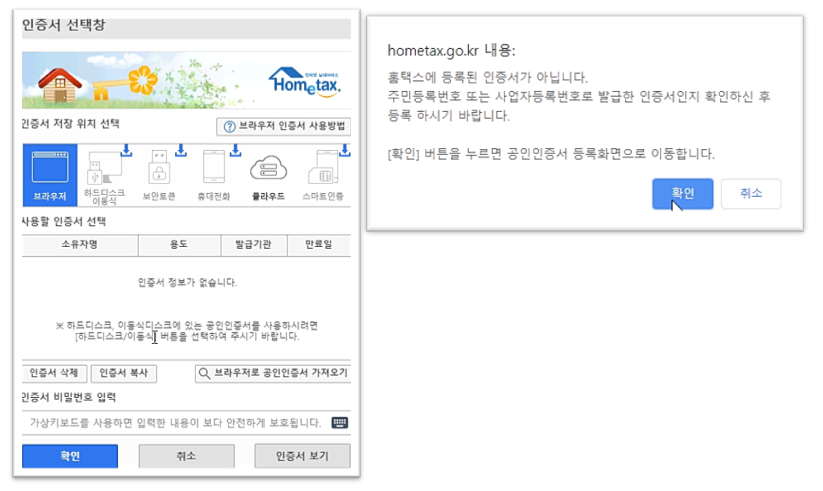 인증서 선택창
인터넷 납세서비스
Hometax.
인증서 저장 위치 선택
? 브라우저 인증서 사용방법
브라우저
하드디스크
이동식
보안토큰
휴대전화
클라우드
스마트인증
사용할 인증서 선택
소유자명 용도 발급기관 만료일
인증서 정보가 없습니다.
※ 하드디스크, 이동식디스크에 있는 공인인증서를 사용하시려면
[하드디스크/이동식] 버튼을 선택하여 주시기 바랍니다.
인증서 삭제 인증서 복사 브라우저로 공인인증서 가져오기
인증서 비밀번호 입력
가상키보드를 사용하면 입력한 내용이 보다 안전하게 보호됩니다.
확인 취소 인증서 보기
hometax.go.kr 내용:
홈택스에 등록된 인증서가 아닙니다.
주민등록번호 또는 사업자등록번호로 발급한 인증서인지 확인하신 후
등록 하시기 바랍니다.
[확인] 버튼을 누르면 공인인증서 등록화면으로 이동합니다.
확인 취소